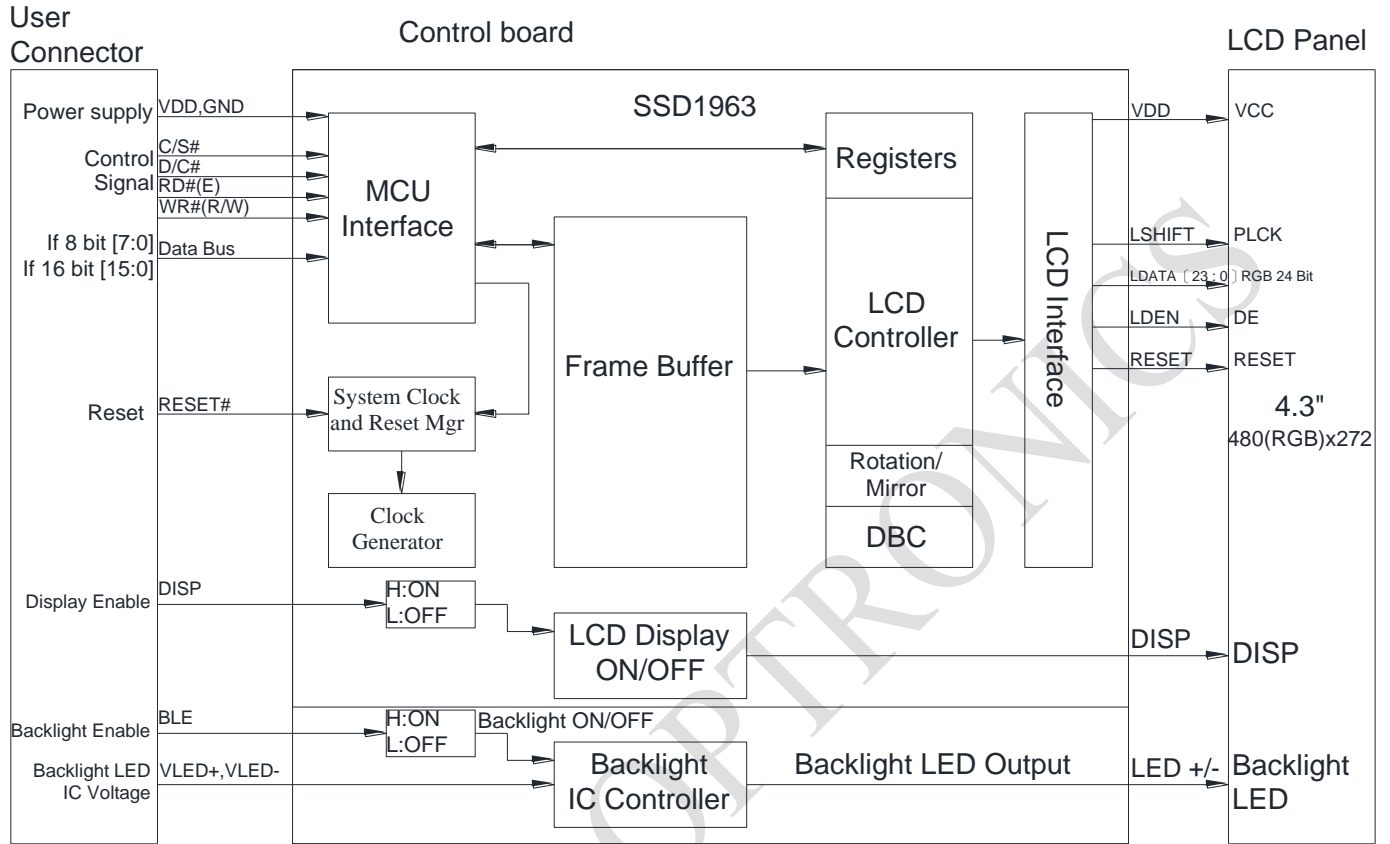 User
Connector
Control board
LCD Panel
Power supply
VDD,GND
Control
Signal
C/S#
D/C#
RD#(E)
WR#(R/W)
If 8 bit [7:0]
If 16 bit [15:0]
Data Bus
Reset
RESET#
Display Enable
DISP
Backlight Enable
BLE
Backlight LED
IC Voltage
VLED+,VLED-
SSD1963
MCU
Interface
System Clock
and Reset Mgr
Clock
Generator
Frame Buffer
Registers
LCD
Controller
Rotation/
Mirror
DBC
LCD Interface
H:ON
L:OFF
LCD Display
ON/OFF
H:ON
L:OFF
Backlight ON/OFF
Backlight
IC Controller
Backlight LED Output
VDD
VCC
LSHIFT
PLCK
LDATA〔23:0〕RGB 24 Bit
LDEN
DE
RESET
RESET
4.3"
480(RGB)x272
DISP
DISP
LED +/-
Backlight
LED
OPTRONICS